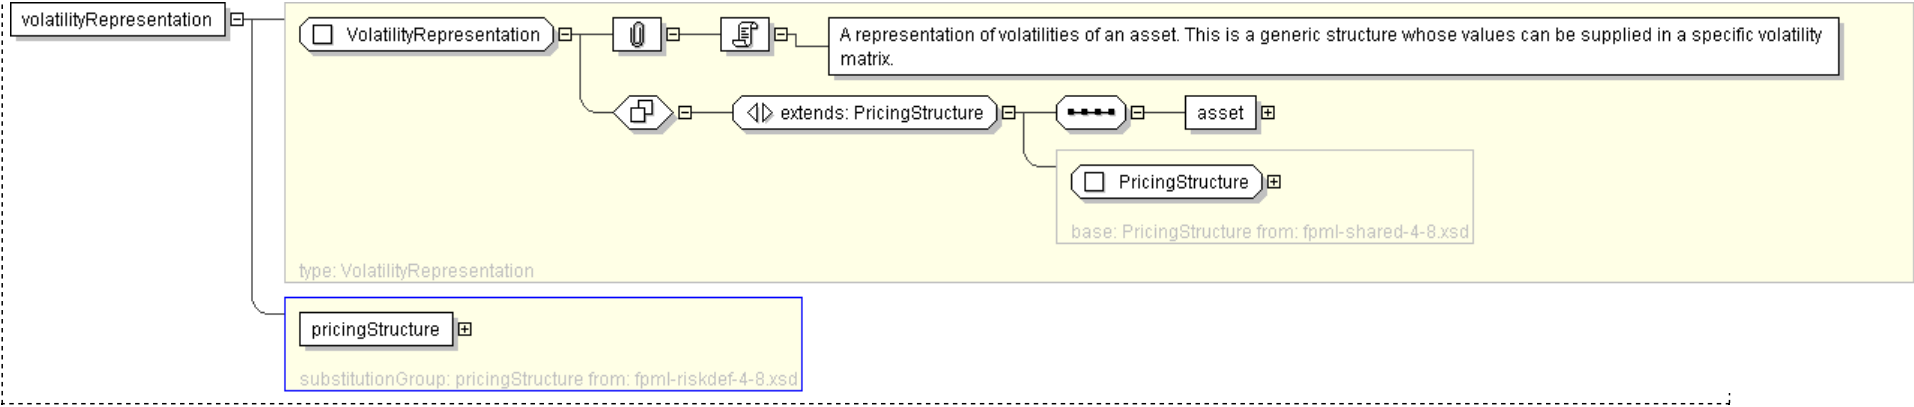 volatilityRepresentation
VolatilityRepresentation
A representation of volatilities of an asset. This is a generic structure whose values can be supplied in a specific volatility
matrix.
extends: PricingStructure
asset
PricingStructure
base: PricingStructure from: fpml-shared-4-8.xsd
type: VolatilityRepresentation
pricingStructure
substitutionGroup: pricingStructure from: fpml-riskdef-4-8.xsd